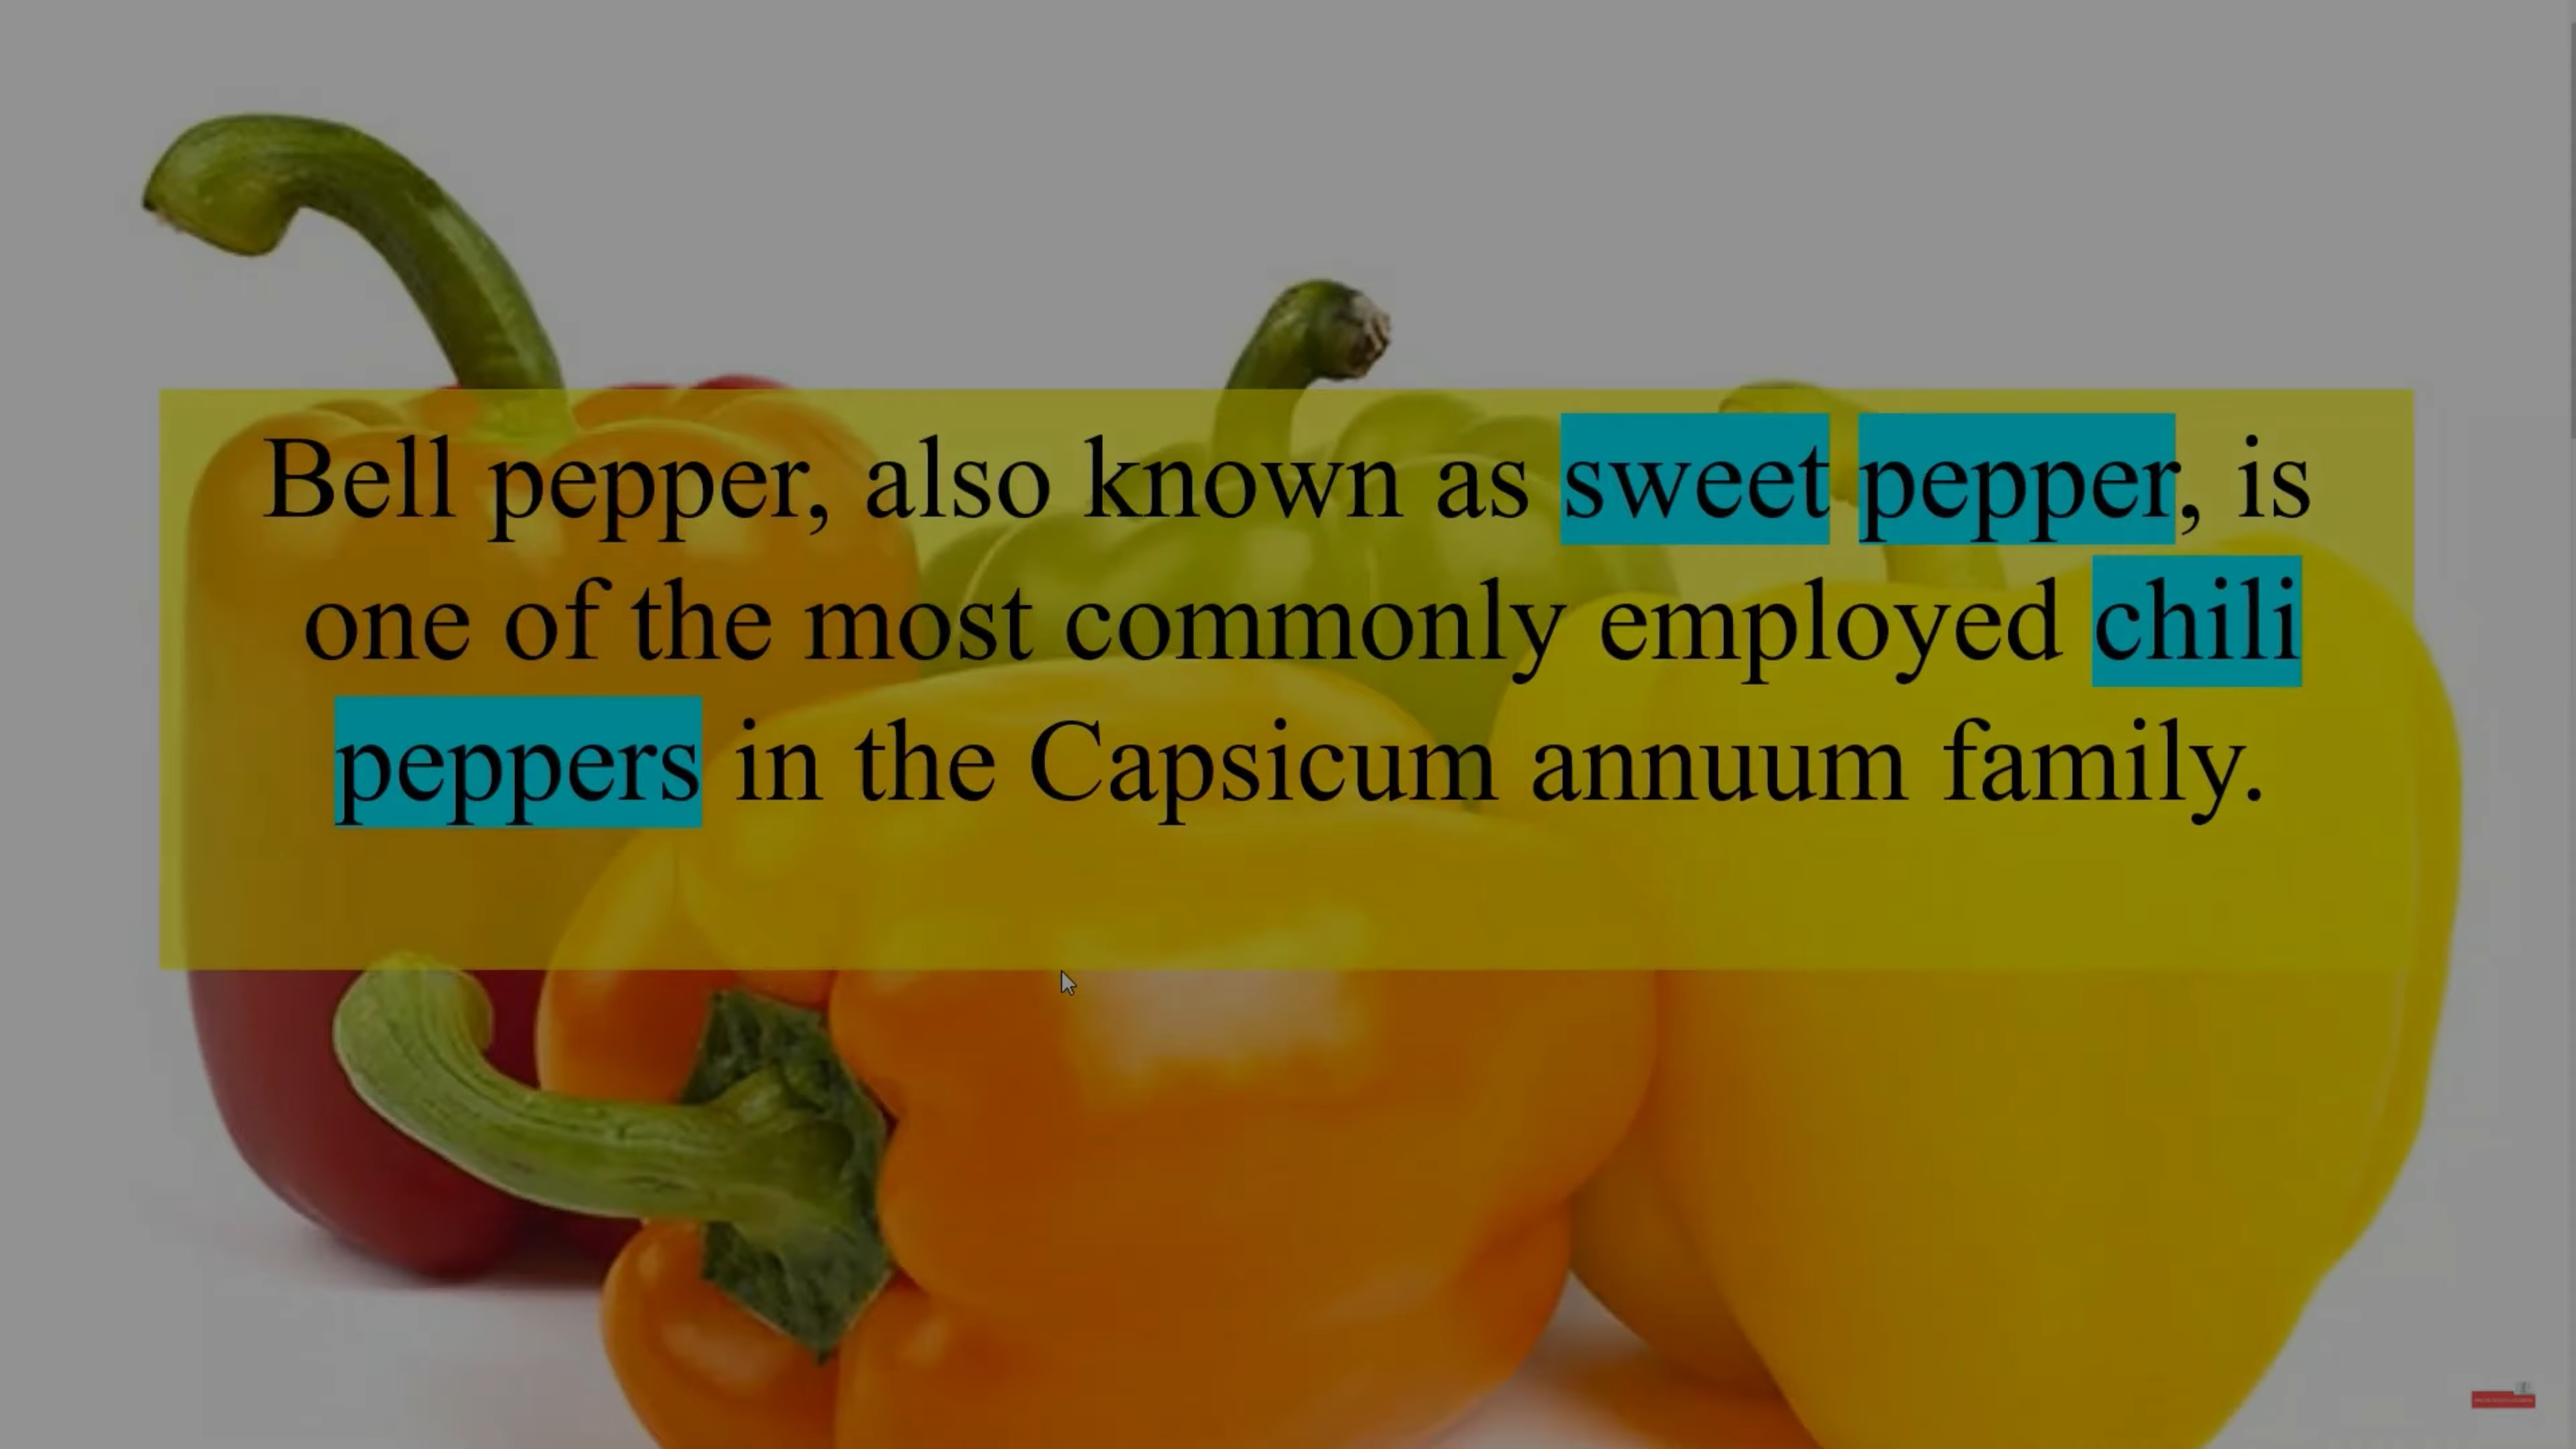 Bell pepper, also known as sweet pepper, is
one of the most commonly employed chili
peppers in the Capsicum annuum family.